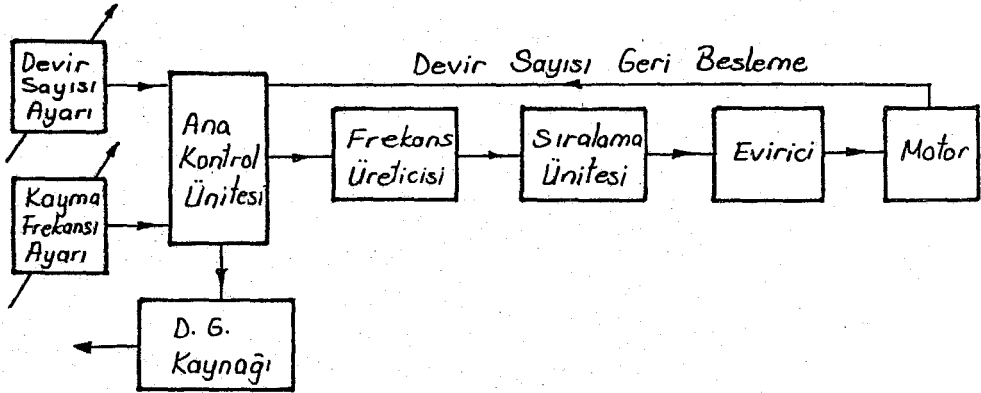 Devir
Sayısı
Ayarı
Devir Sayısı Geri Besleme
Ana
Kontrol
Ünitesi
Frekans
Üreticisi
Sıralama
Ünitesi
Evirici
Motor
Kayma
Frekansı
Ayarı
D. G.
Kaynağı